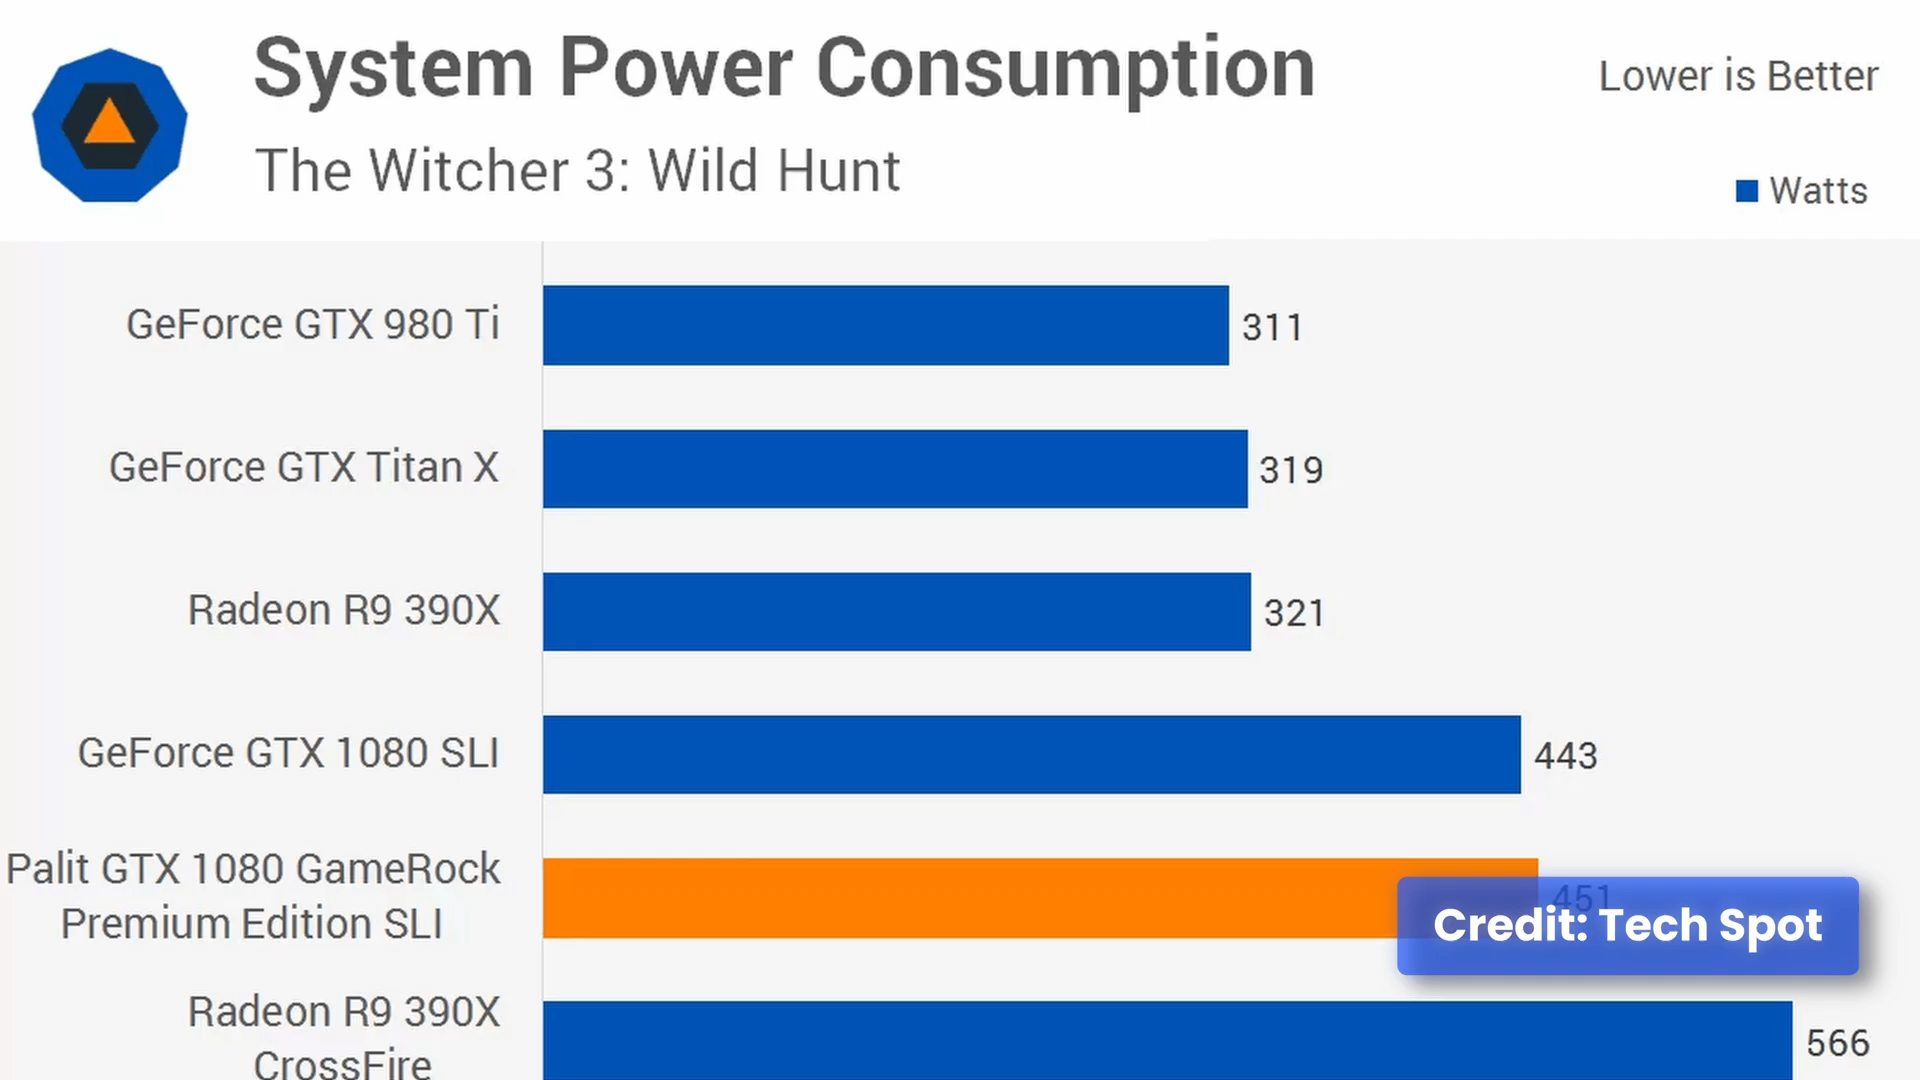 System Power Consumption
Lower is Better
The Witcher 3: Wild Hunt
Watts
GeForce GTX 980 Ti
311
GeForce GTX Titan X
319
Radeon R9 390X
321
GeForce GTX 1080 SLI
443
Palit GTX 1080 GameRock
Premium Edition SLI
451
Credit: Tech Spot
Radeon R9 390X
CrossFire
566